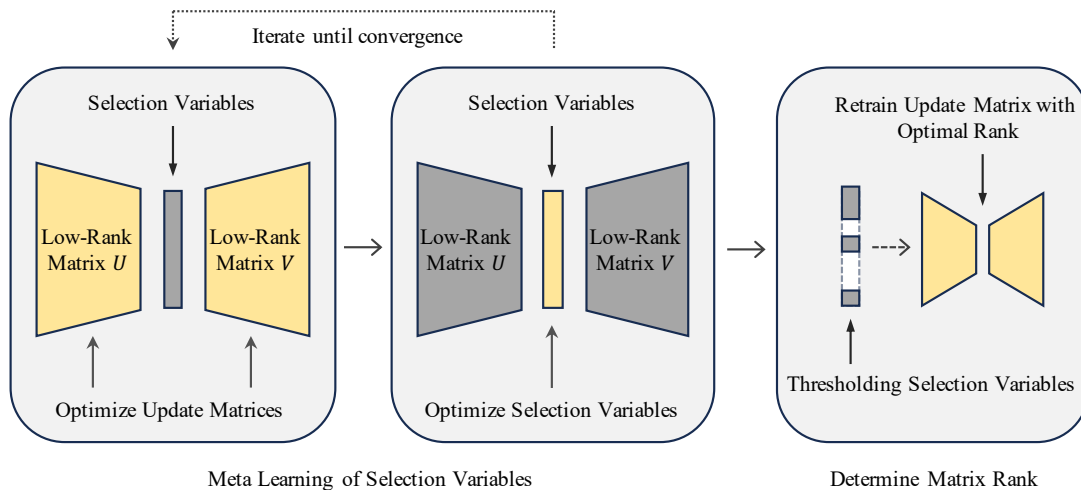 Iterate until convergence
Selection Variables
Low-Rank
Matrix U
Low-Rank
Matrix V
Optimize Update Matrices
Selection Variables
Low-Rank
Matrix U
Low-Rank
Matrix V
Optimize Selection Variables
Meta Learning of Selection Variables
Retrain Update Matrix with
Optimal Rank
Thresholding Selection Variables
Determine Matrix Rank